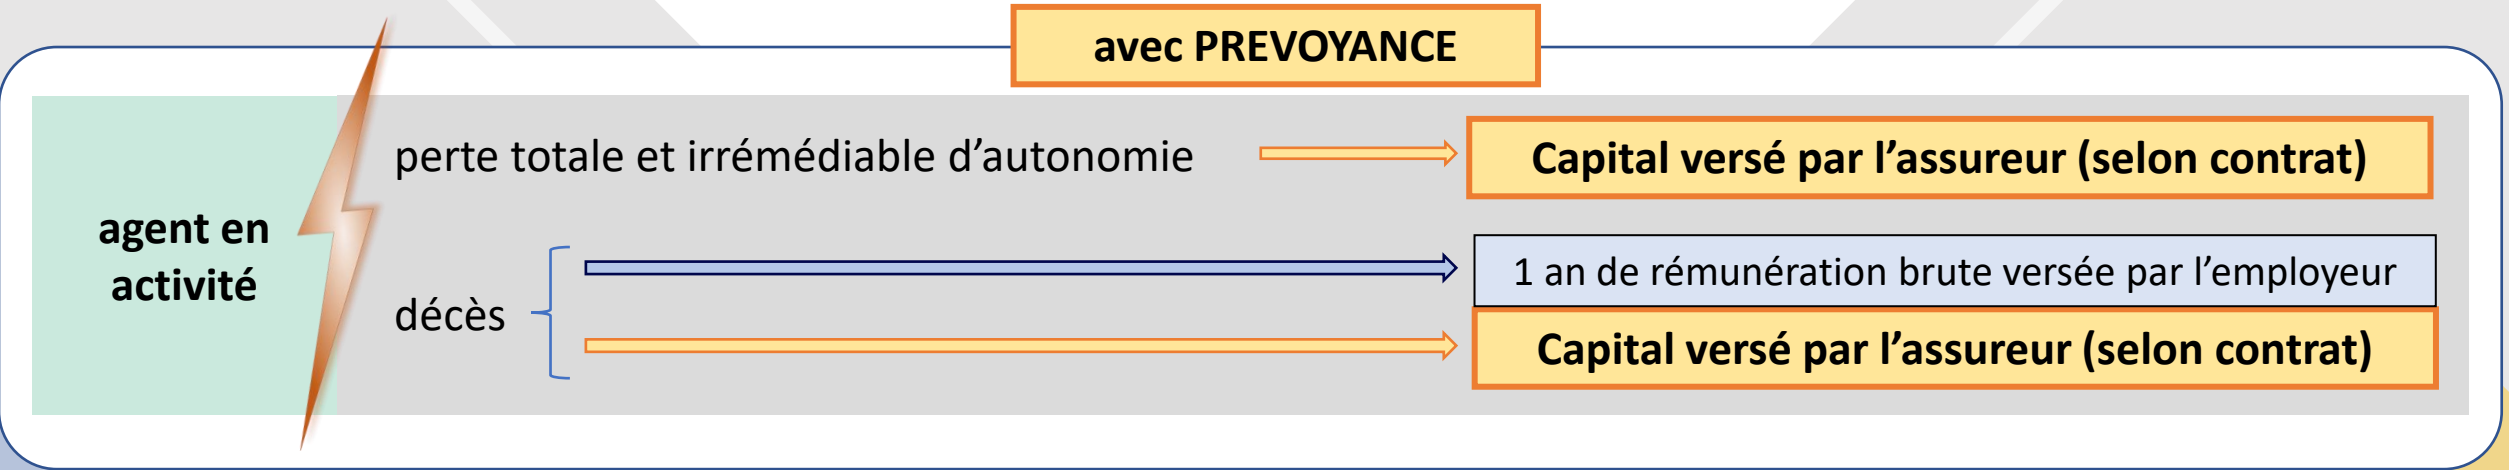 avec PREVOYANCE
perte totale et irrémédiable d’autonomie
Capital versé par l’assureur (selon contrat)
agent en
activité
décès
1 an de rémunération brute versée par l’employeur
Capital versé par l’assureur (selon contrat)